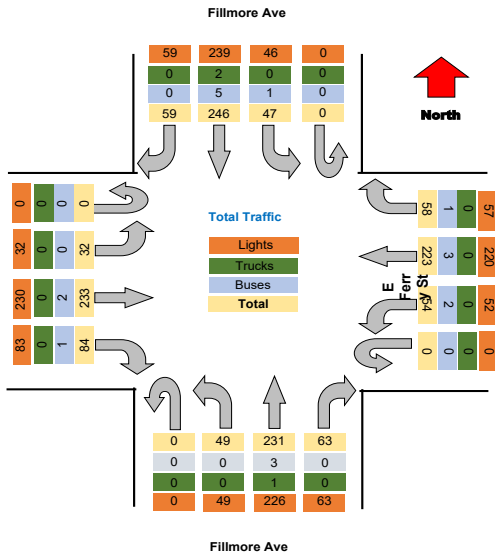 Fillmore Ave
59 239 46 0
0 2 0 0
0 5 1 0
59 246 47 0
North
0 0 0 0
32 0 0 32
230 0 2 233
83 0 1 84
Total Traffic
Lights
Trucks
Buses
Total
58 1 0 57
223 3 0 220
54 2 0 52
0 0 0 0
E
Ferr
y St
0 49 231 63
0 0 3 0
0 0 1 0
0 49 226 63
Fillmore Ave